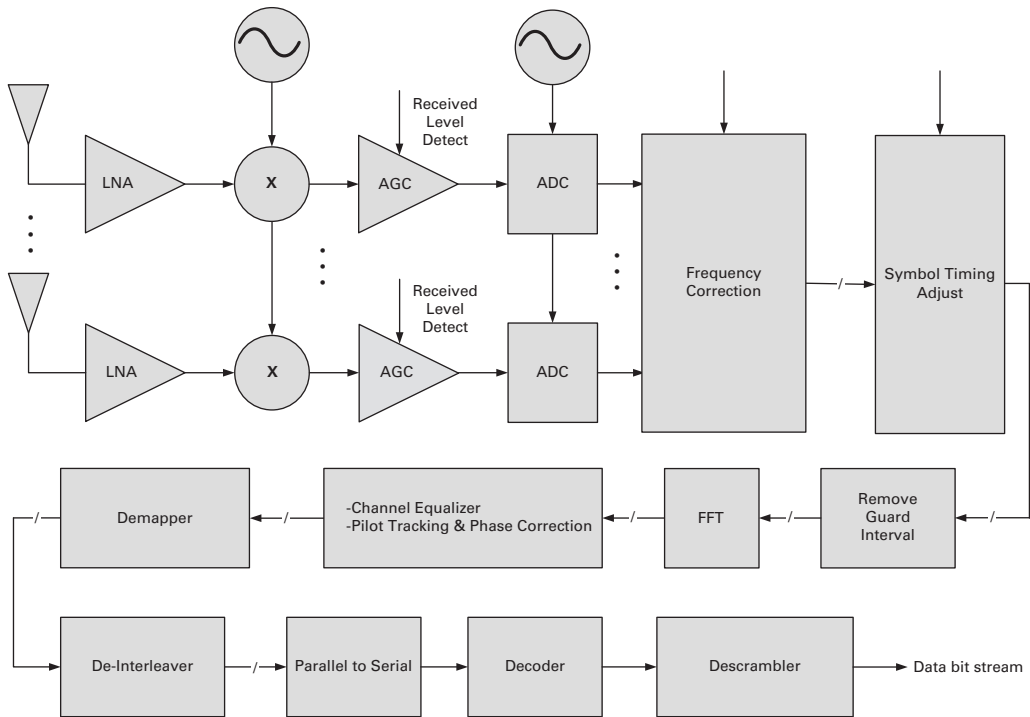 Received
Level
Detect
LNA
X
AGC
ADC
Frequency
Correction
Symbol Timing
Adjust
Received
Level
Detect
LNA
X
AGC
ADC
Demapper
-Channel Equalizer
-Pilot Tracking & Phase Correction
FFT
Remove
Guard
Interval
De-Interleaver
Parallel to Serial
Decoder
Descrambler
Data bit stream